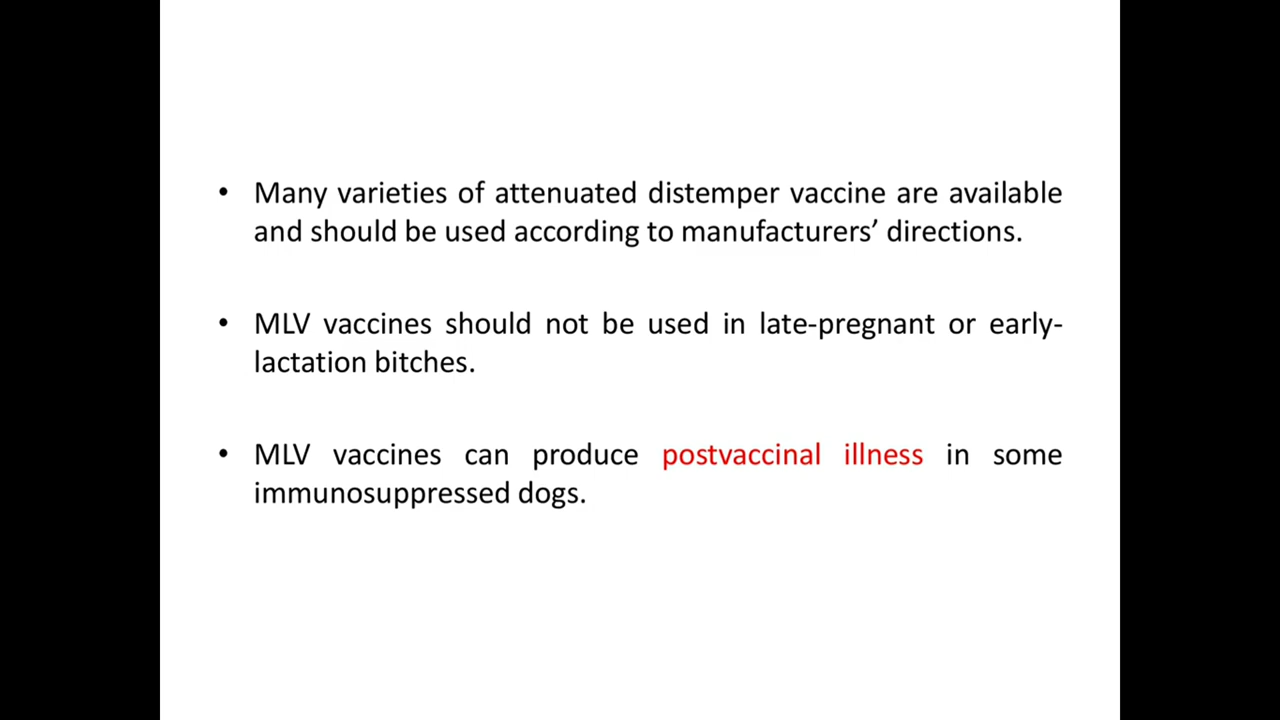 • Many varieties of attenuated distemper vaccine are available
and should be used according to manufacturers’ directions.
• MLV vaccines should not be used in late-pregnant or early-
lactation bitches.
• MLV vaccines can produce postvaccinal illness in some
immunosuppressed dogs.